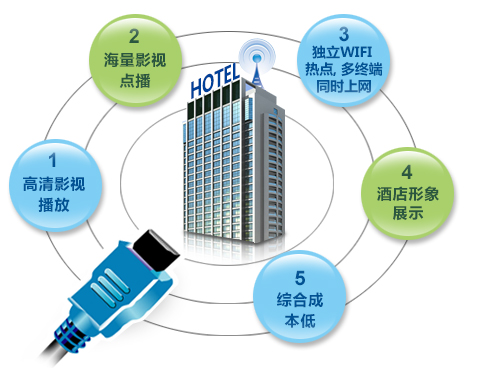 1
高清影视
播放
2
海量影视
点播
3
独立WIFI
热点,多终端
同时上网
HOTEL
4
酒店形象
展示
5
综合成
本低